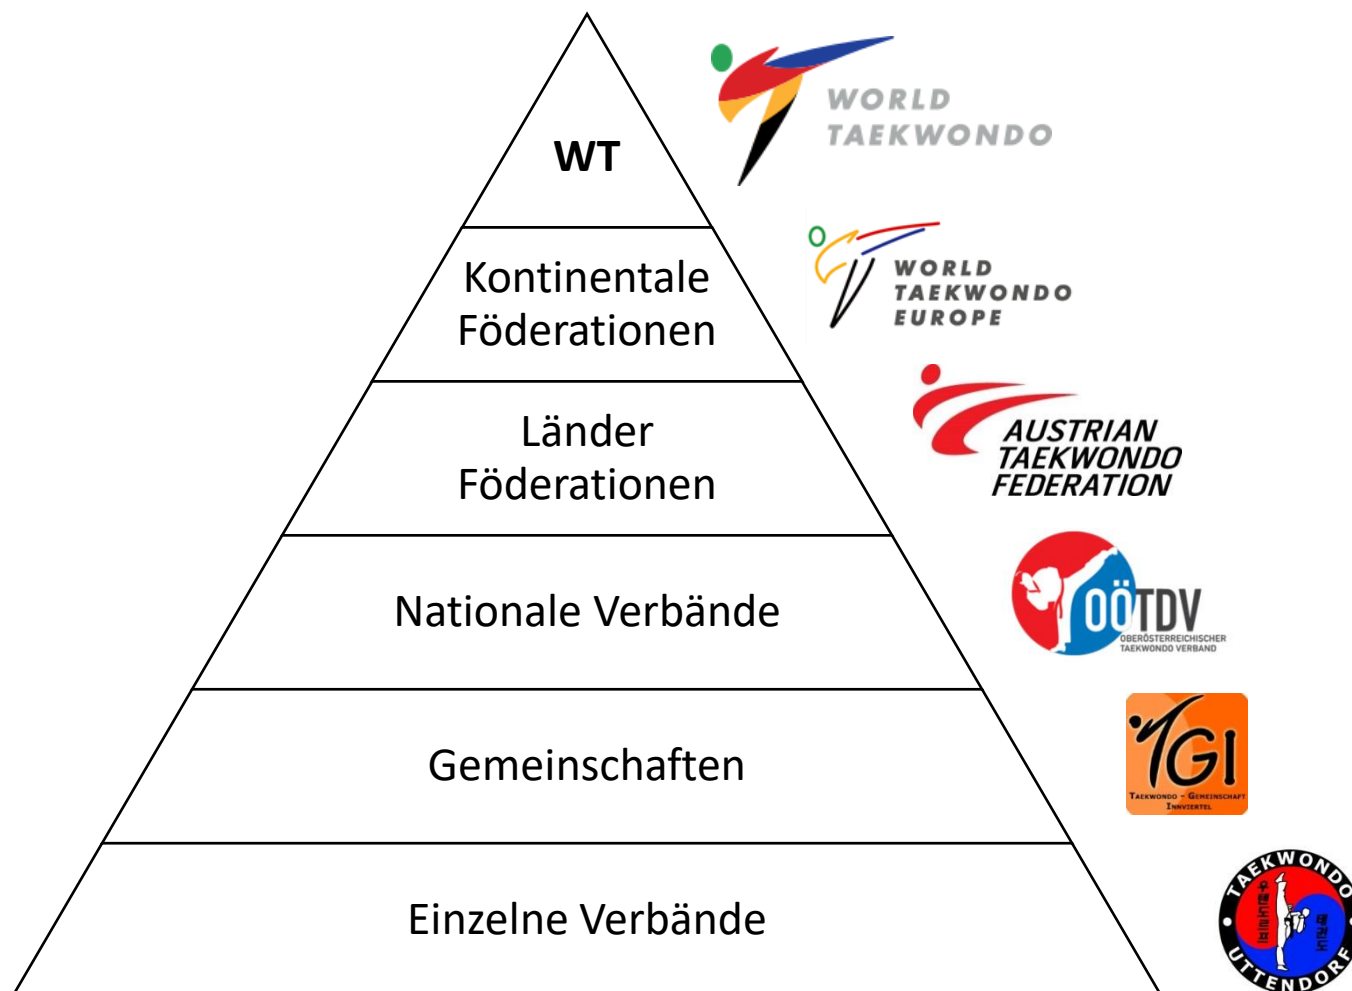 WT
WORLD
TAEKWONDO
Kontinentale
Föderationen
WORLD
TAEKWONDO
EUROPE
Länder
Föderationen
AUSTRIAN
TAEKWONDO
FEDERATION
Nationale Verbände
OÖTDV
OBERÖSTERREICHISCHER
TAEKWONDO VERBAND
Gemeinschaften
TGI
TAEKWONDO - GEMEINSCHAFT
INNVIERTEL
Einzelne Verbände
TAEKWONDO
UTTENDORF